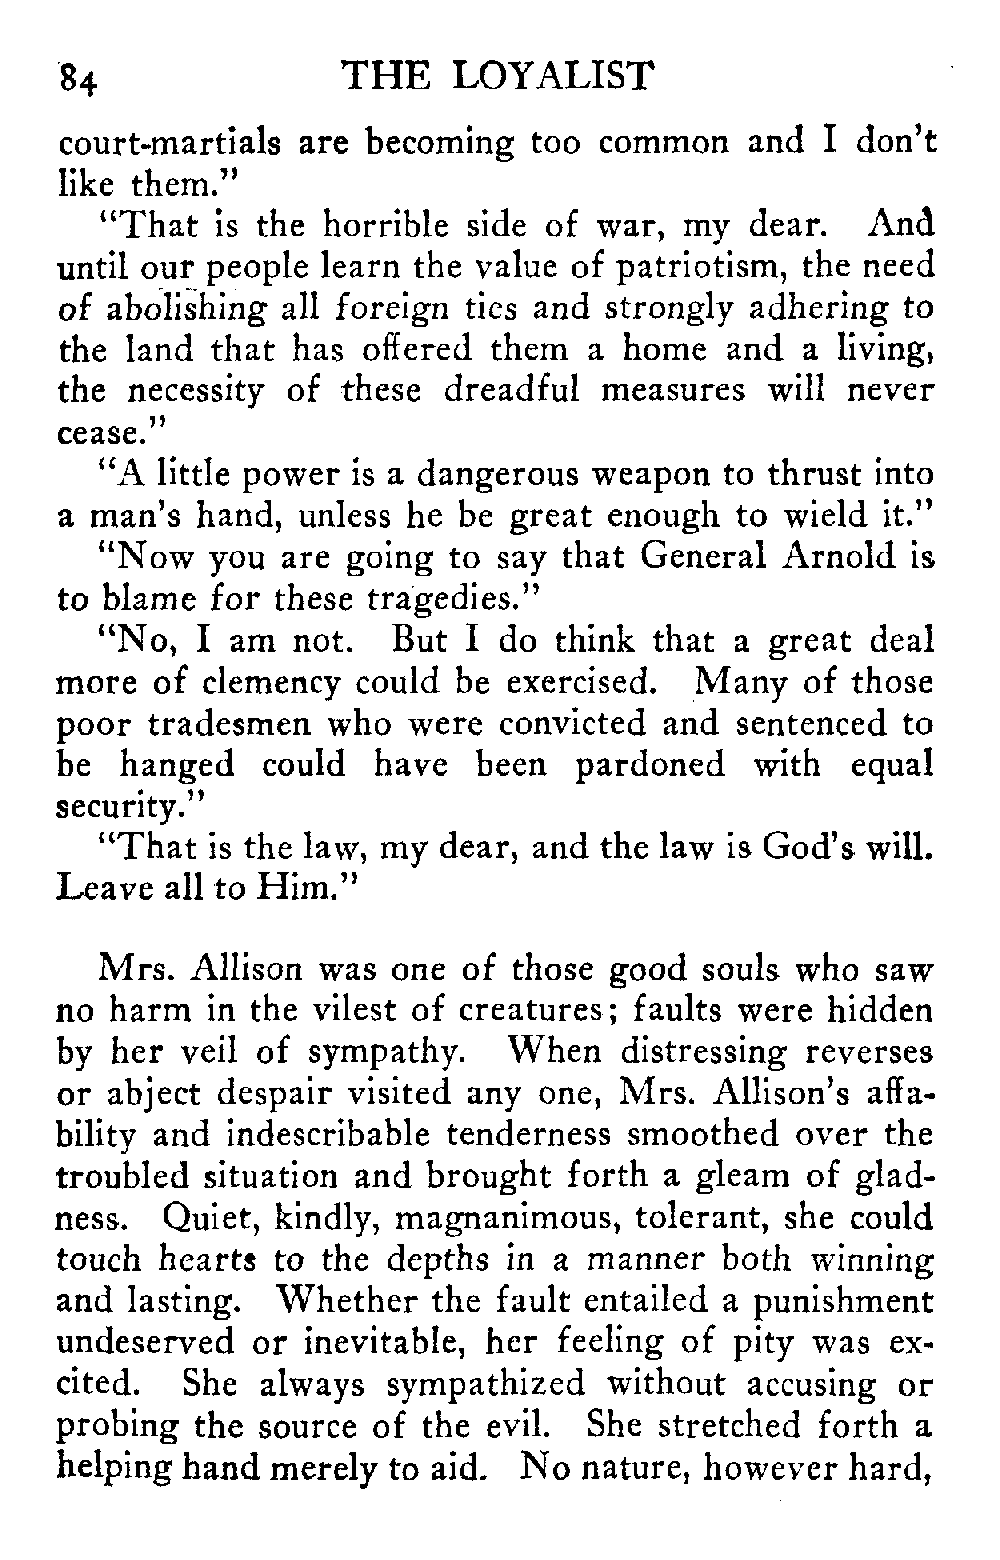 84 THE LOYALIST
court-martials are becoming too common and I don't
like them."
"That is the horrible side of war, my dear. And
until our people learn the value of patriotism, the need
of abolishing all foreign ties and strongly adhering to
the land that has offered them a home and a living,
the necessity of these dreadful measures will never
cease."
"A little power is a dangerous weapon to thrust into
a man's hand, unless he be great enough to wield it."
"Now you are going to say that General Arnold is
to blame for these tragedies."
"No, I am not. But I do think that a great deal
more of clemency could be exercised. Many of those
poor tradesmen who were convicted and sentenced to
be hanged could have been pardoned with equal
security."
"That is the law, my dear, and the law is God's will.
Leave all to Him."
Mrs. Allison was one of those good souls who saw
no harm in the vilest of creatures; faults were hidden
by her veil of sympathy. When distressing reverses
or abject despair visited any one, Mrs. Allison's affa-
bility and indescribable tenderness smoothed over the
troubled situation and brought forth a gleam of glad-
ness. Quiet, kindly, magnanimous, tolerant, she could
touch hearts to the depths in a manner both winning
and lasting. Whether the fault entailed a punishment
undeserved or inevitable, her feeling of pity was ex-
cited. She always sympathized without accusing or
probing the source of the evil. She stretched forth a
helping hand merely to aid. No nature, however hard,